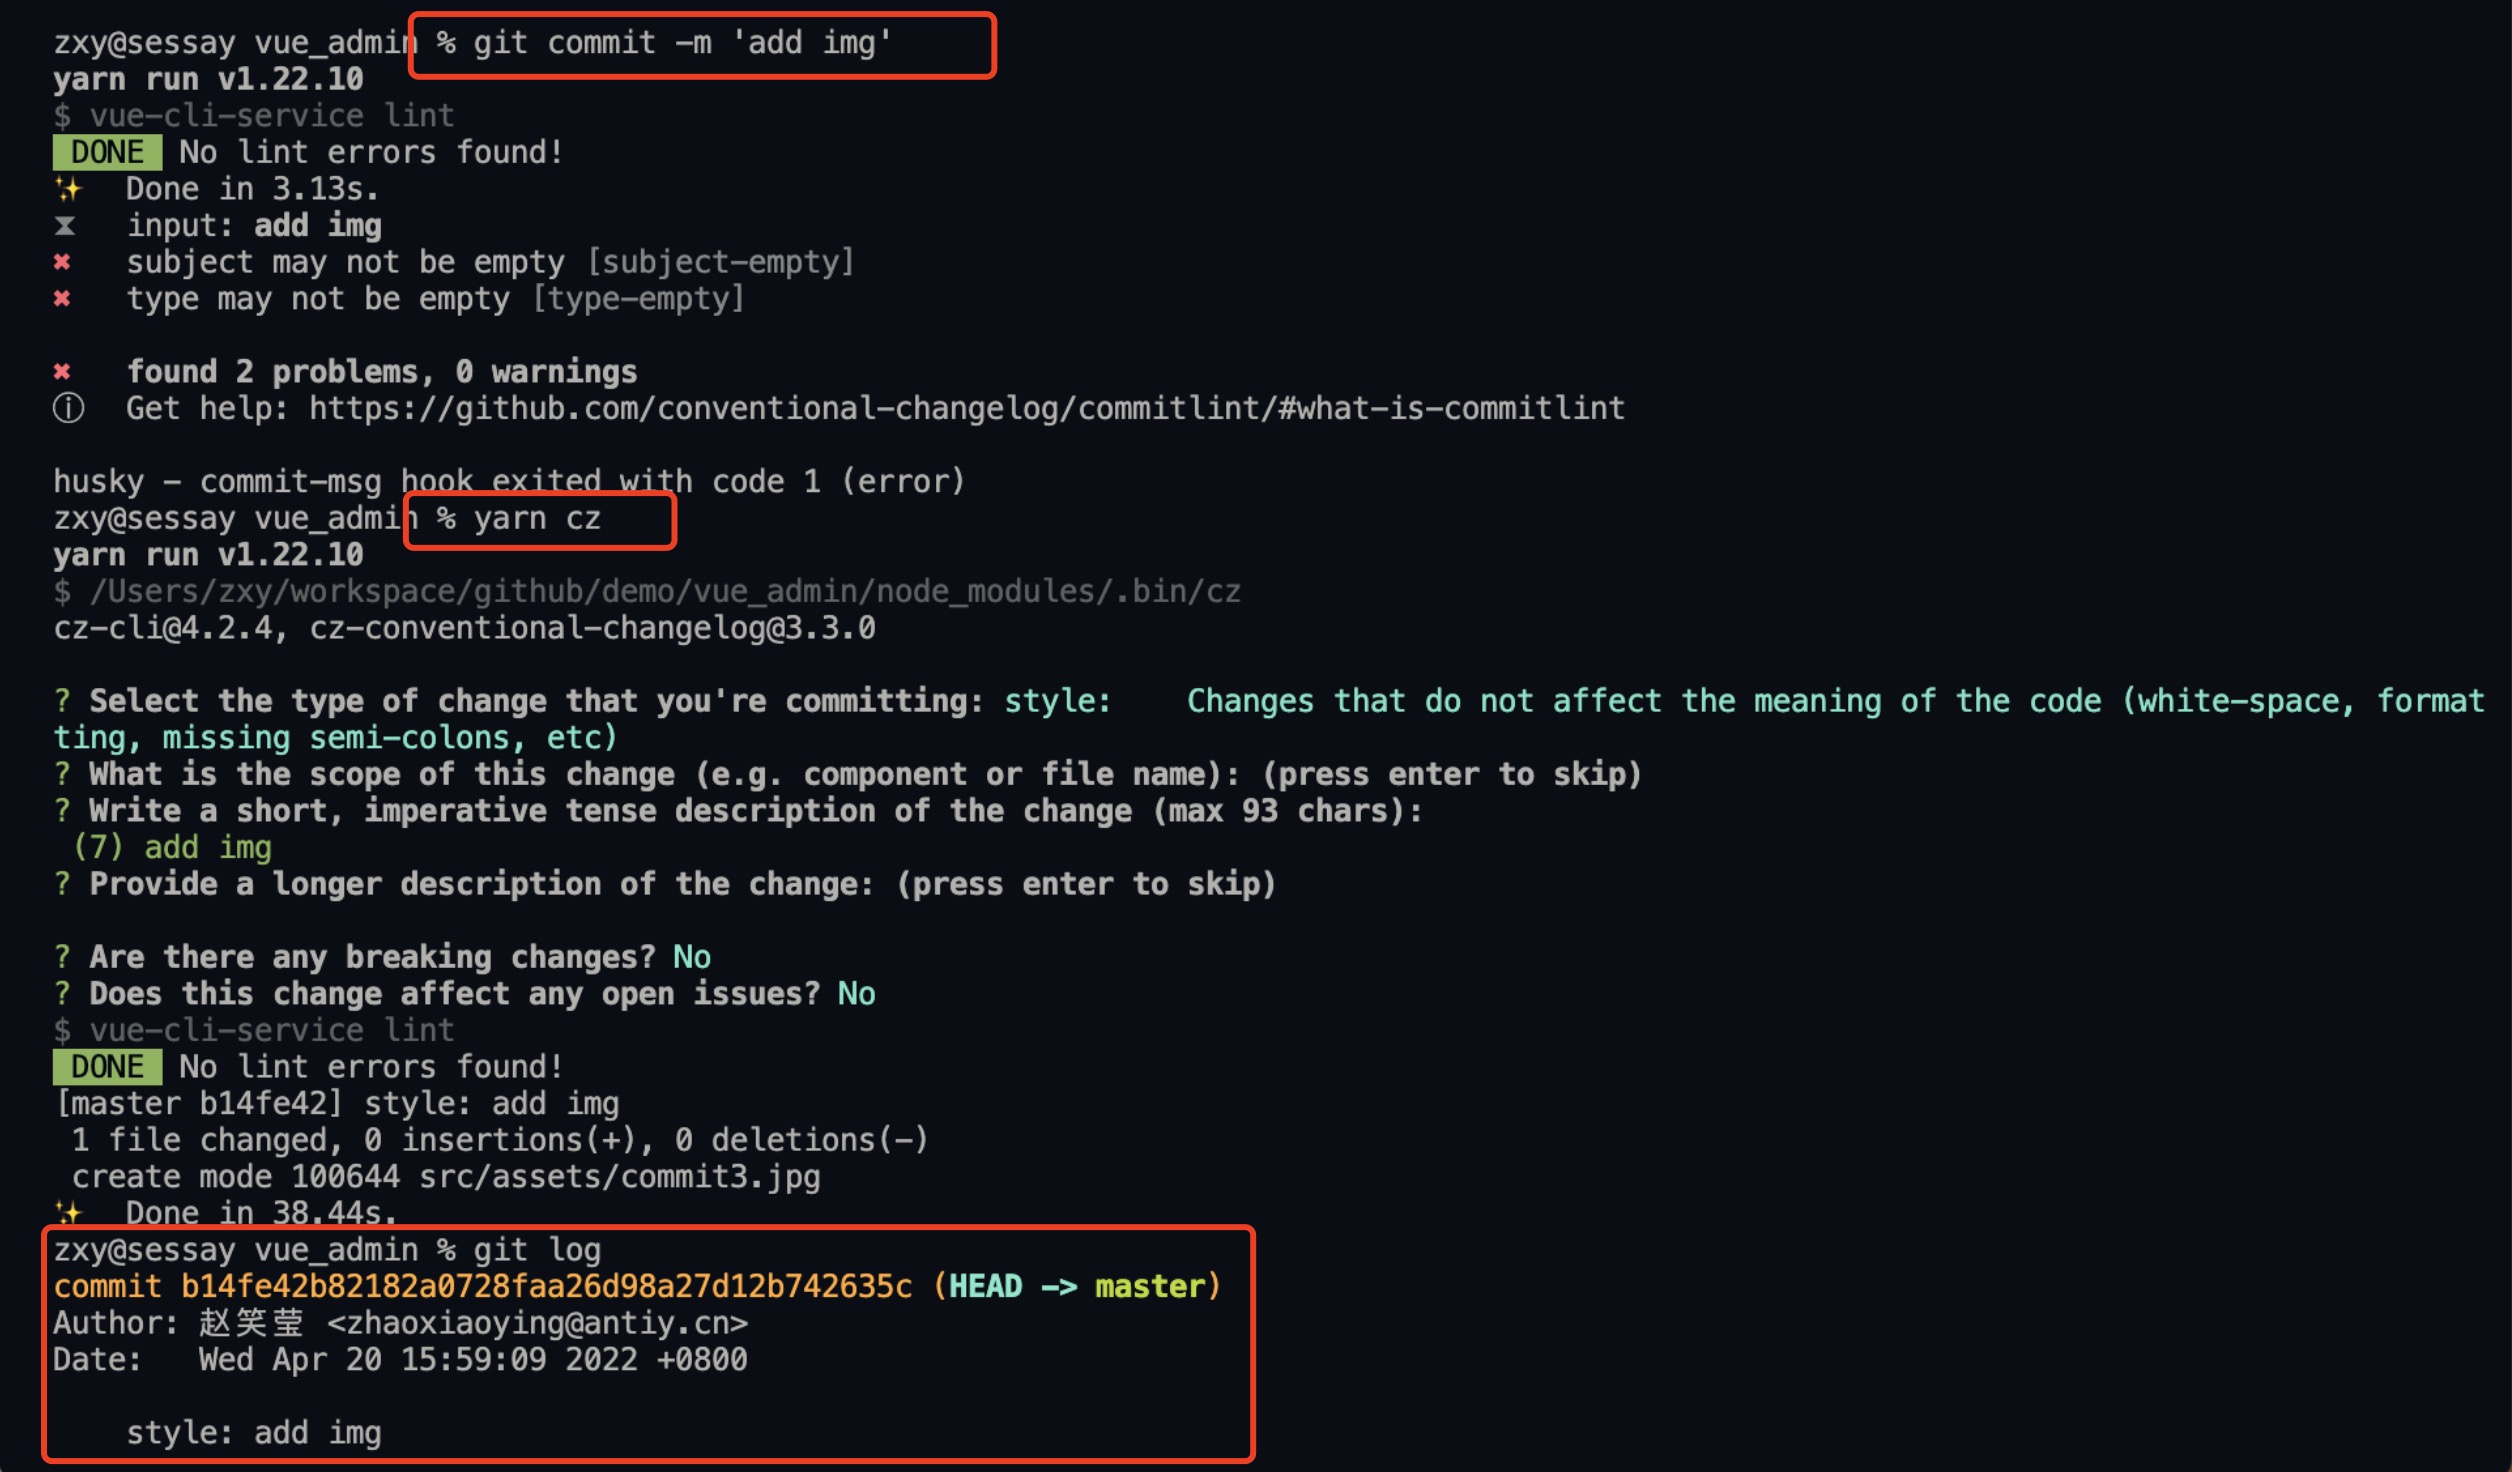 zxy@sessay vue_admin % git commit -m 'add img'
yarn run v1.22.10
$ vue-cli-service lint
DONE No lint errors found!
✨ Done in 3.13s.
⧗ input: add img
✖ subject may not be empty [subject-empty]
✖ type may not be empty [type-empty]
✖ found 2 problems, 0 warnings
ⓘ Get help: https://github.com/conventional-changelog/commitlint/#what-is-commitlint
husky - commit-msg hook exited with code 1 (error)
zxy@sessay vue_admin % yarn cz
yarn run v1.22.10
$ /Users/zxy/workspace/github/demo/vue_admin/node_modules/.bin/cz
cz-cli@4.2.4, cz-conventional-changelog@3.3.0
? Select the type of change that you're committing: style:    Changes that do not affect the meaning of the code (white-space, format
ting, missing semi-colons, etc)
? What is the scope of this change (e.g. component or file name): (press enter to skip)
? Write a short, imperative tense description of the change (max 93 chars):
(7) add img
? Provide a longer description of the change: (press enter to skip)
? Are there any breaking changes? No
? Does this change affect any open issues? No
$ vue-cli-service lint
DONE No lint errors found!
[master b14fe42] style: add img
1 file changed, 0 insertions(+), 0 deletions(-)
create mode 100644 src/assets/commit3.jpg
✨ Done in 38.44s.
zxy@sessay vue_admin % git log
commit b14fe42b82182a0728faa26d98a27d12b742635c (HEAD -> master)
Author: 赵笑莹 <zhaoxiaoying@antiy.cn>
Date:   Wed Apr 20 15:59:09 2022 +0800
style: add img